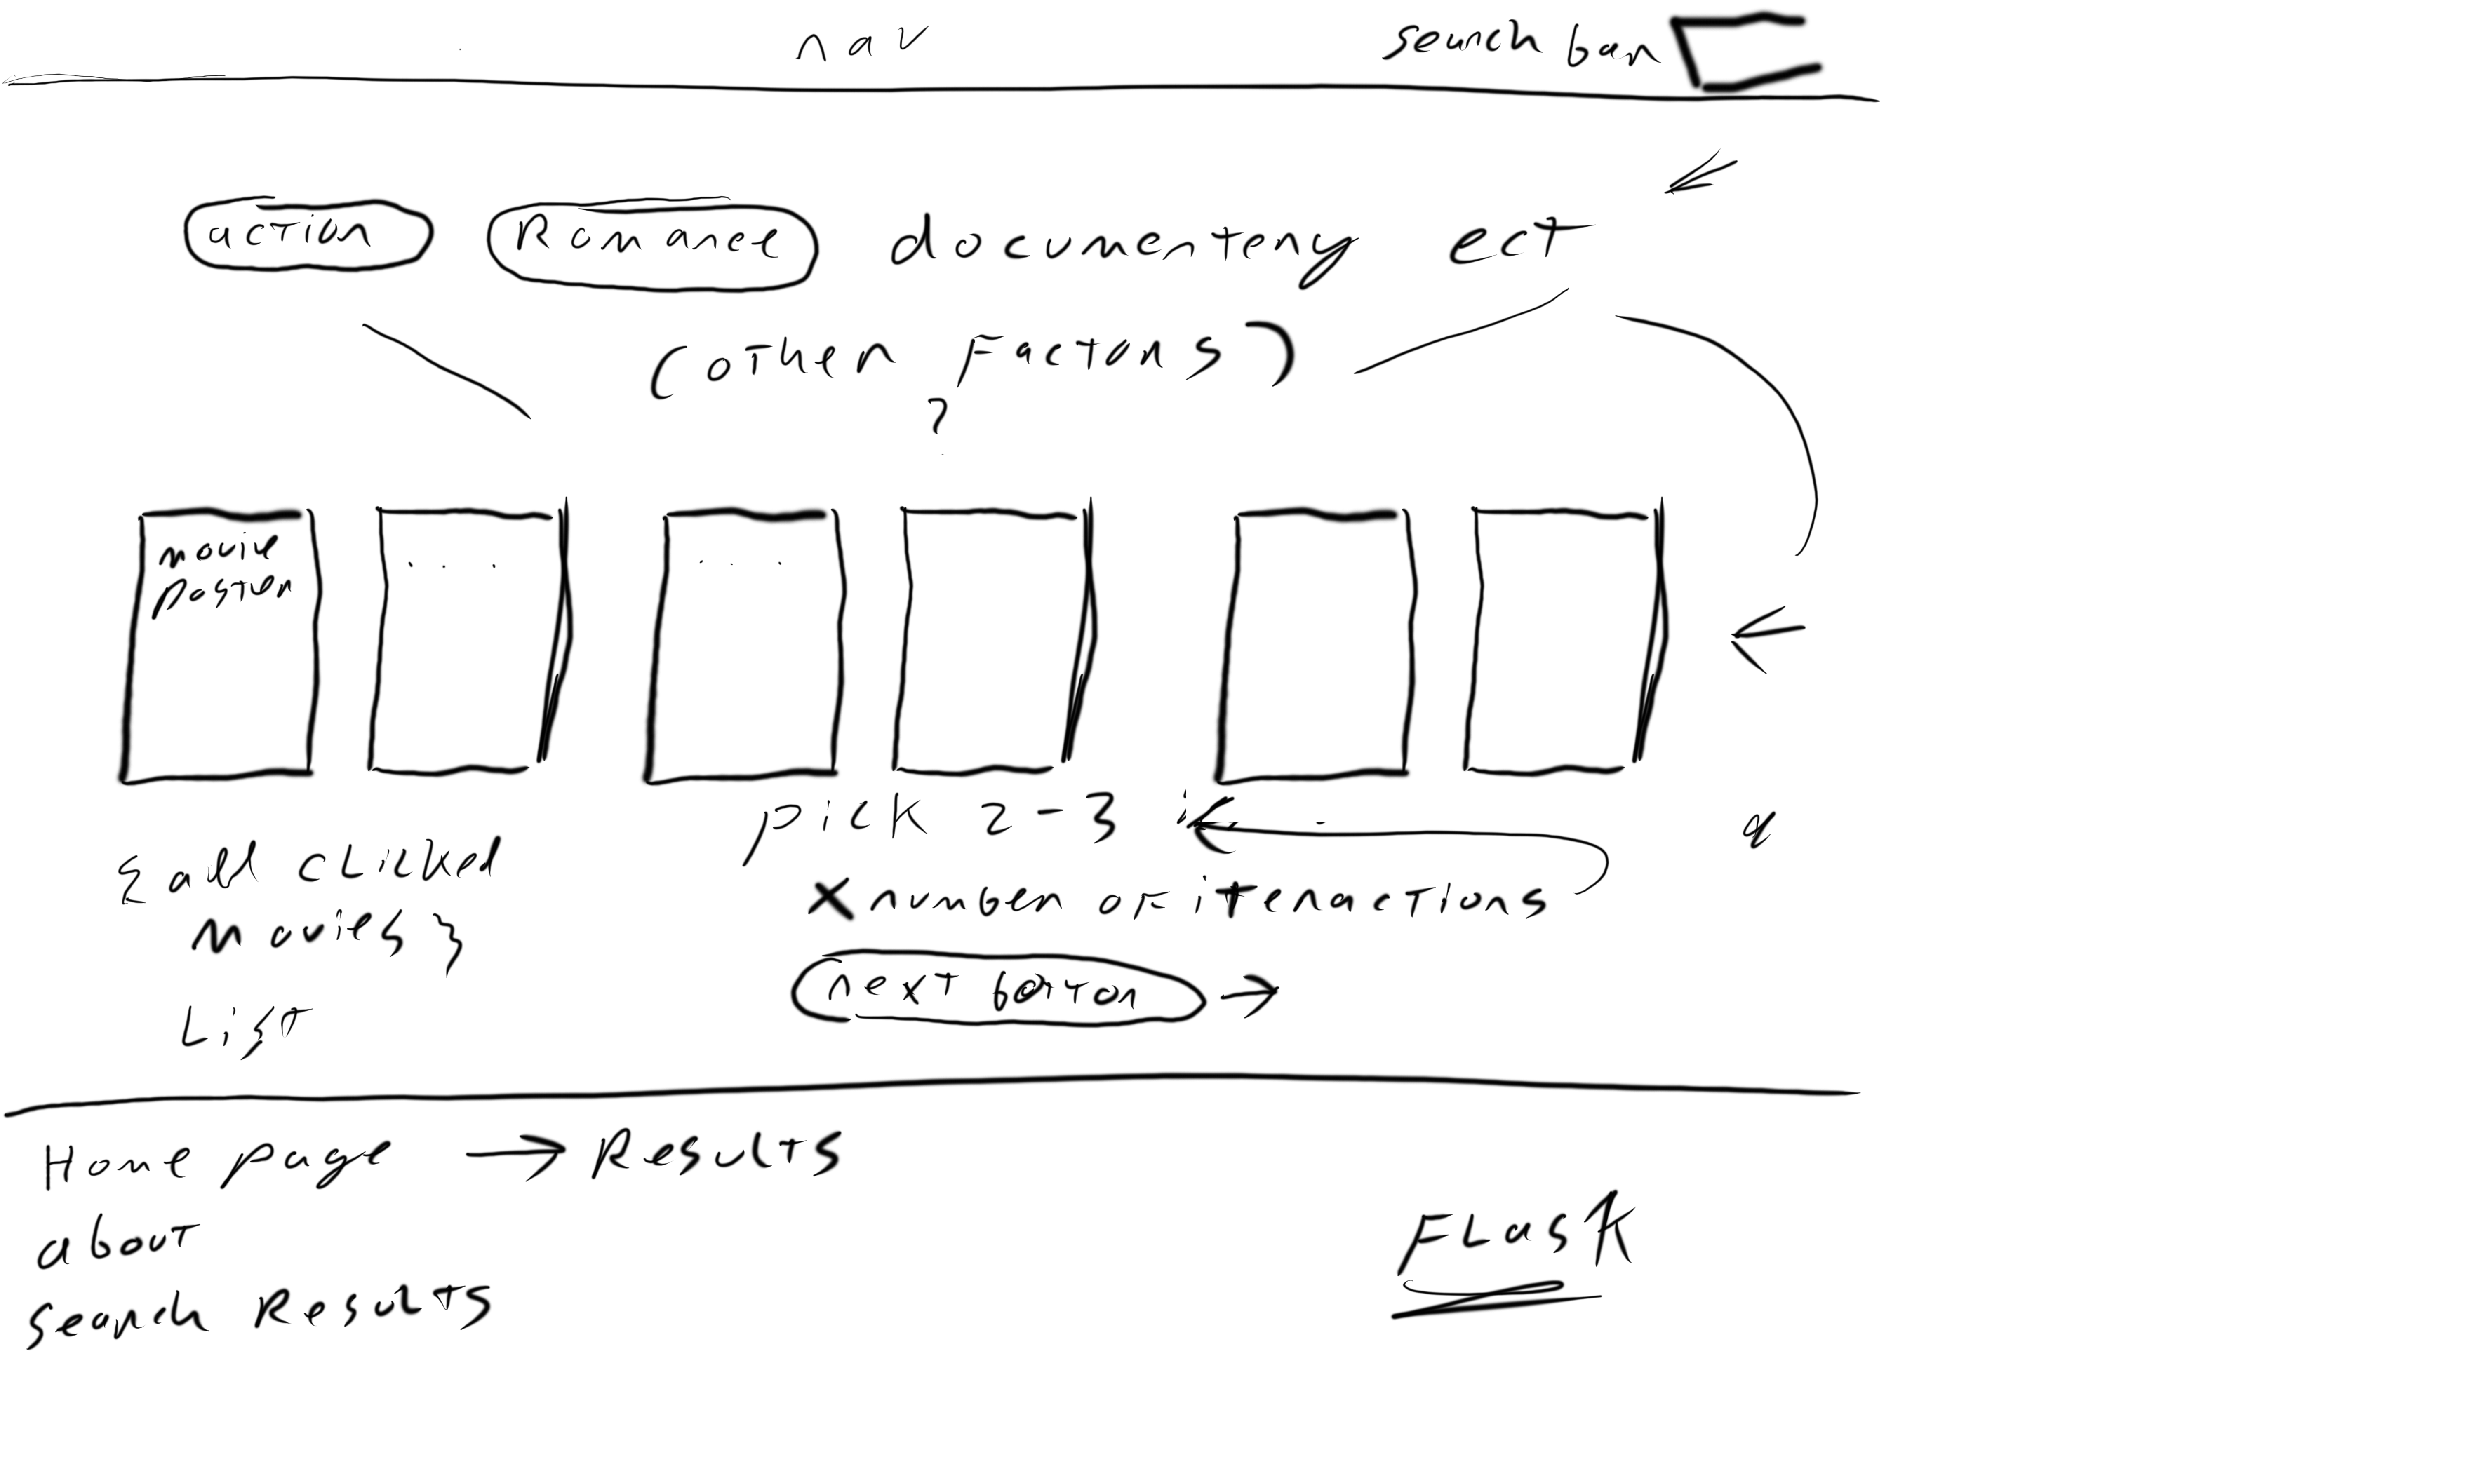 nav search bar
action Romance documentery ect
(other Factors)
?
movie
poster
... ...
pick 2-3
{ all clicked
movies }
List
X number of iteractions
next botton →
Home page → Results
about
search Results
FLask